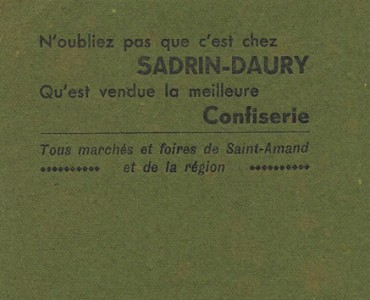 N'oubliez pas que c'est chez
SADRIN-DAURY
Qu'est vendue la meilleure
Confiserie
Tous marchés et foires de Saint-Amand
et de la région